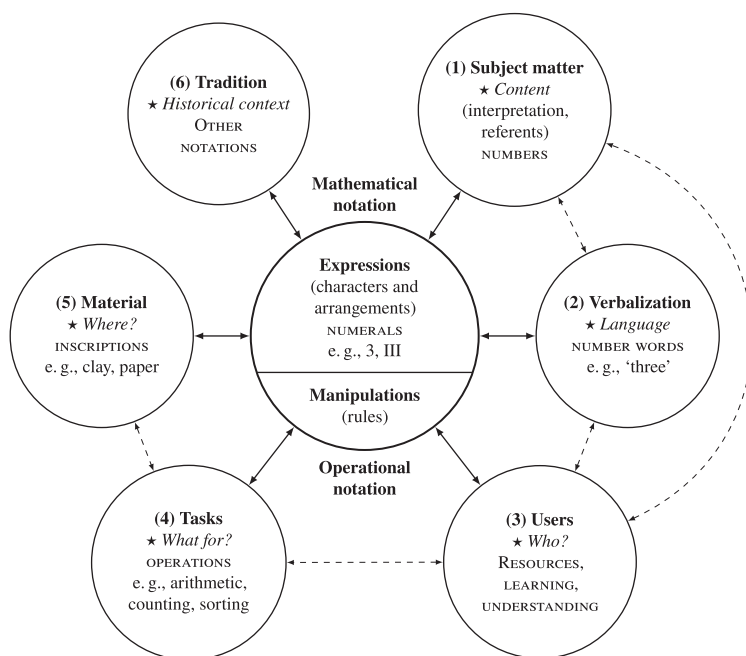 (6) Tradition
★ Historical context
OTHER
NOTATIONS
(1) Subject matter
★ Content
(interpretation,
referents)
NUMBERS
Mathematical
notation
Expressions
(characters and
arrangements)
NUMERALS
e. g., 3, III
Manipulations
(rules)
Operational
notation
(5) Material
★ Where?
INSCRIPTIONS
e. g., clay, paper
(2) Verbalization
★ Language
NUMBER WORDS
e. g., ‘three’
(4) Tasks
★ What for?
OPERATIONS
e. g., arithmetic,
counting, sorting
(3) Users
★ Who?
RESOURCES,
LEARNING,
UNDERSTANDING